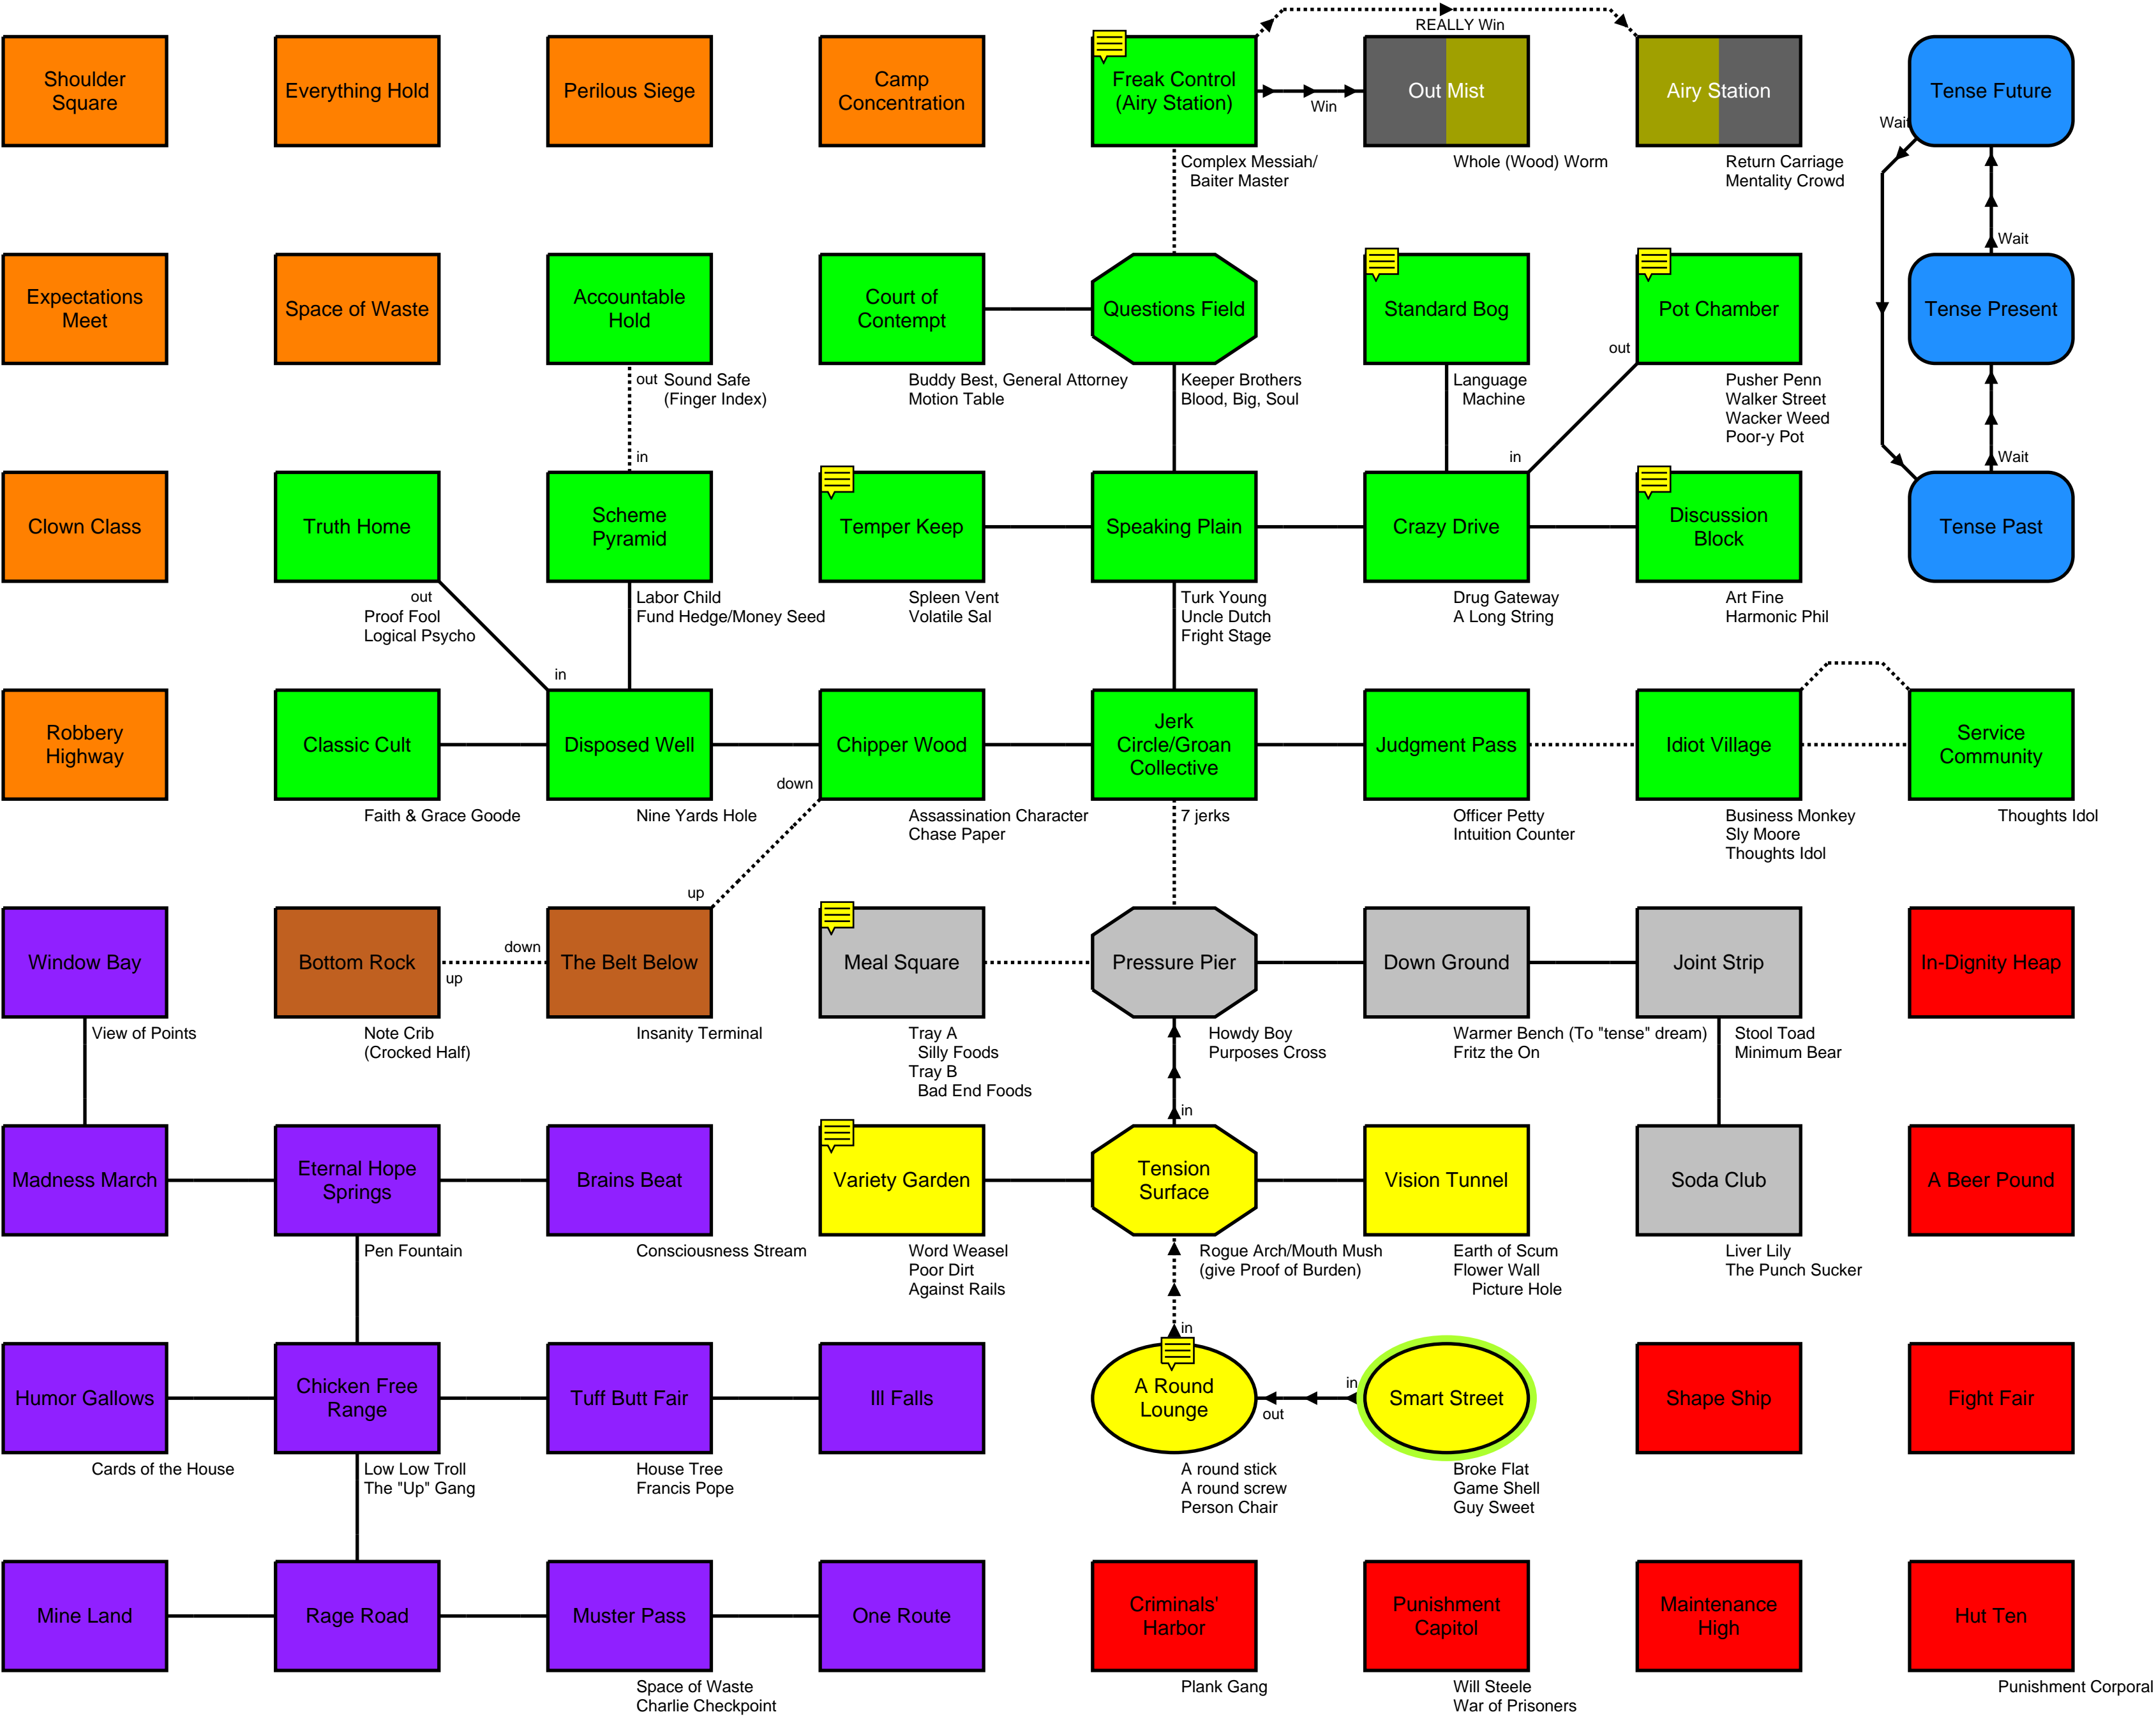 REALLY Win
Shoulder
Square
Everything Hold
Perilous Siege
Camp
Concentration
Freak Control
(Airy Station)
Win
Out Mist
Airy Station
Tense Future
Wait
Complex Messiah/
Baiter Master
Whole (Wood) Worm
Return Carriage
Mentality Crowd
Wait
Expectations
Meet
Space of Waste
Accountable
Hold
Court of
Contempt
Questions Field
Standard Bog
Pot Chamber
Tense Present
out
out
Sound Safe
(Finger Index)
Buddy Best, General Attorney
Motion Table
Keeper Brothers
Blood, Big, Soul
Language
Machine
Pusher Penn
Walker Street
Wacker Weed
Poor-y Pot
in
in
Wait
Clown Class
Truth Home
Scheme
Pyramid
Temper Keep
Speaking Plain
Crazy Drive
Discussion
Block
Tense Past
out
Proof Fool
Logical Psycho
Labor Child
Fund Hedge/Money Seed
Spleen Vent
Volatile Sal
Turk Young
Uncle Dutch
Fright Stage
Drug Gateway
A Long String
Art Fine
Harmonic Phil
in
Robbery
Highway
Classic Cult
Disposed Well
Chipper Wood
Jerk
Circle/Groan
Collective
Judgment Pass
Idiot Village
Service
Community
down
Faith & Grace Goode
Nine Yards Hole
Assassination Character
Chase Paper
7 jerks
Officer Petty
Intuition Counter
Business Monkey
Sly Moore
Thoughts Idol
Thoughts Idol
up
Window Bay
Bottom Rock
down
up
The Belt Below
Meal Square
Pressure Pier
Down Ground
Joint Strip
In-Dignity Heap
View of Points
Note Crib
(Crocked Half)
Insanity Terminal
Tray A
Silly Foods
Tray B
Bad End Foods
Howdy Boy
Purposes Cross
Warmer Bench (To "tense" dream)
Fritz the On
Stool Toad
Minimum Bear
in
Madness March
Eternal Hope
Springs
Brains Beat
Variety Garden
Tension
Surface
Vision Tunnel
Soda Club
A Beer Pound
Pen Fountain
Consciousness Stream
Word Weasel
Poor Dirt
Against Rails
Rogue Arch/Mouth Mush
(give Proof of Burden)
Earth of Scum
Flower Wall
Picture Hole
Liver Lily
The Punch Sucker
in
Humor Gallows
Chicken Free
Range
Tuff Butt Fair
Ill Falls
A Round
Lounge
out
in
Smart Street
Shape Ship
Fight Fair
Cards of the House
Low Low Troll
The "Up" Gang
House Tree
Francis Pope
A round stick
A round screw
Person Chair
Broke Flat
Game Shell
Guy Sweet
Mine Land
Rage Road
Muster Pass
One Route
Criminals'
Harbor
Punishment
Capitol
Maintenance
High
Hut Ten
Space of Waste
Charlie Checkpoint
Plank Gang
Will Steele
War of Prisoners
Punishment Corporal